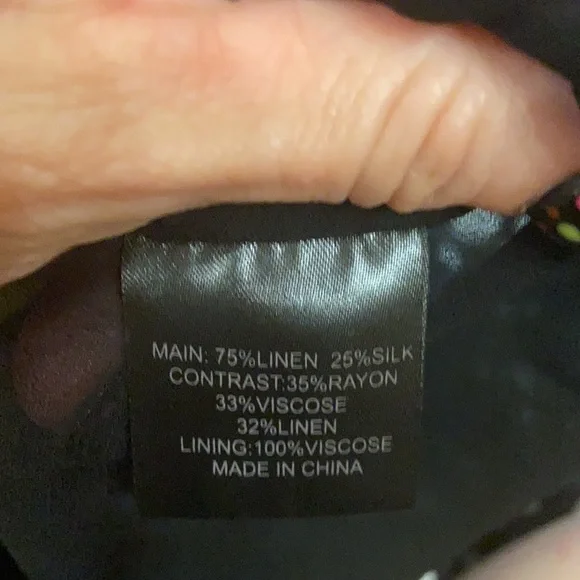 MAIN: 75%LINEN 25%SILK
CONTRAST:35%RAYON
33%VISCOSE
32%LINEN
LINING:100%VISCOSE
MADE IN CHINA